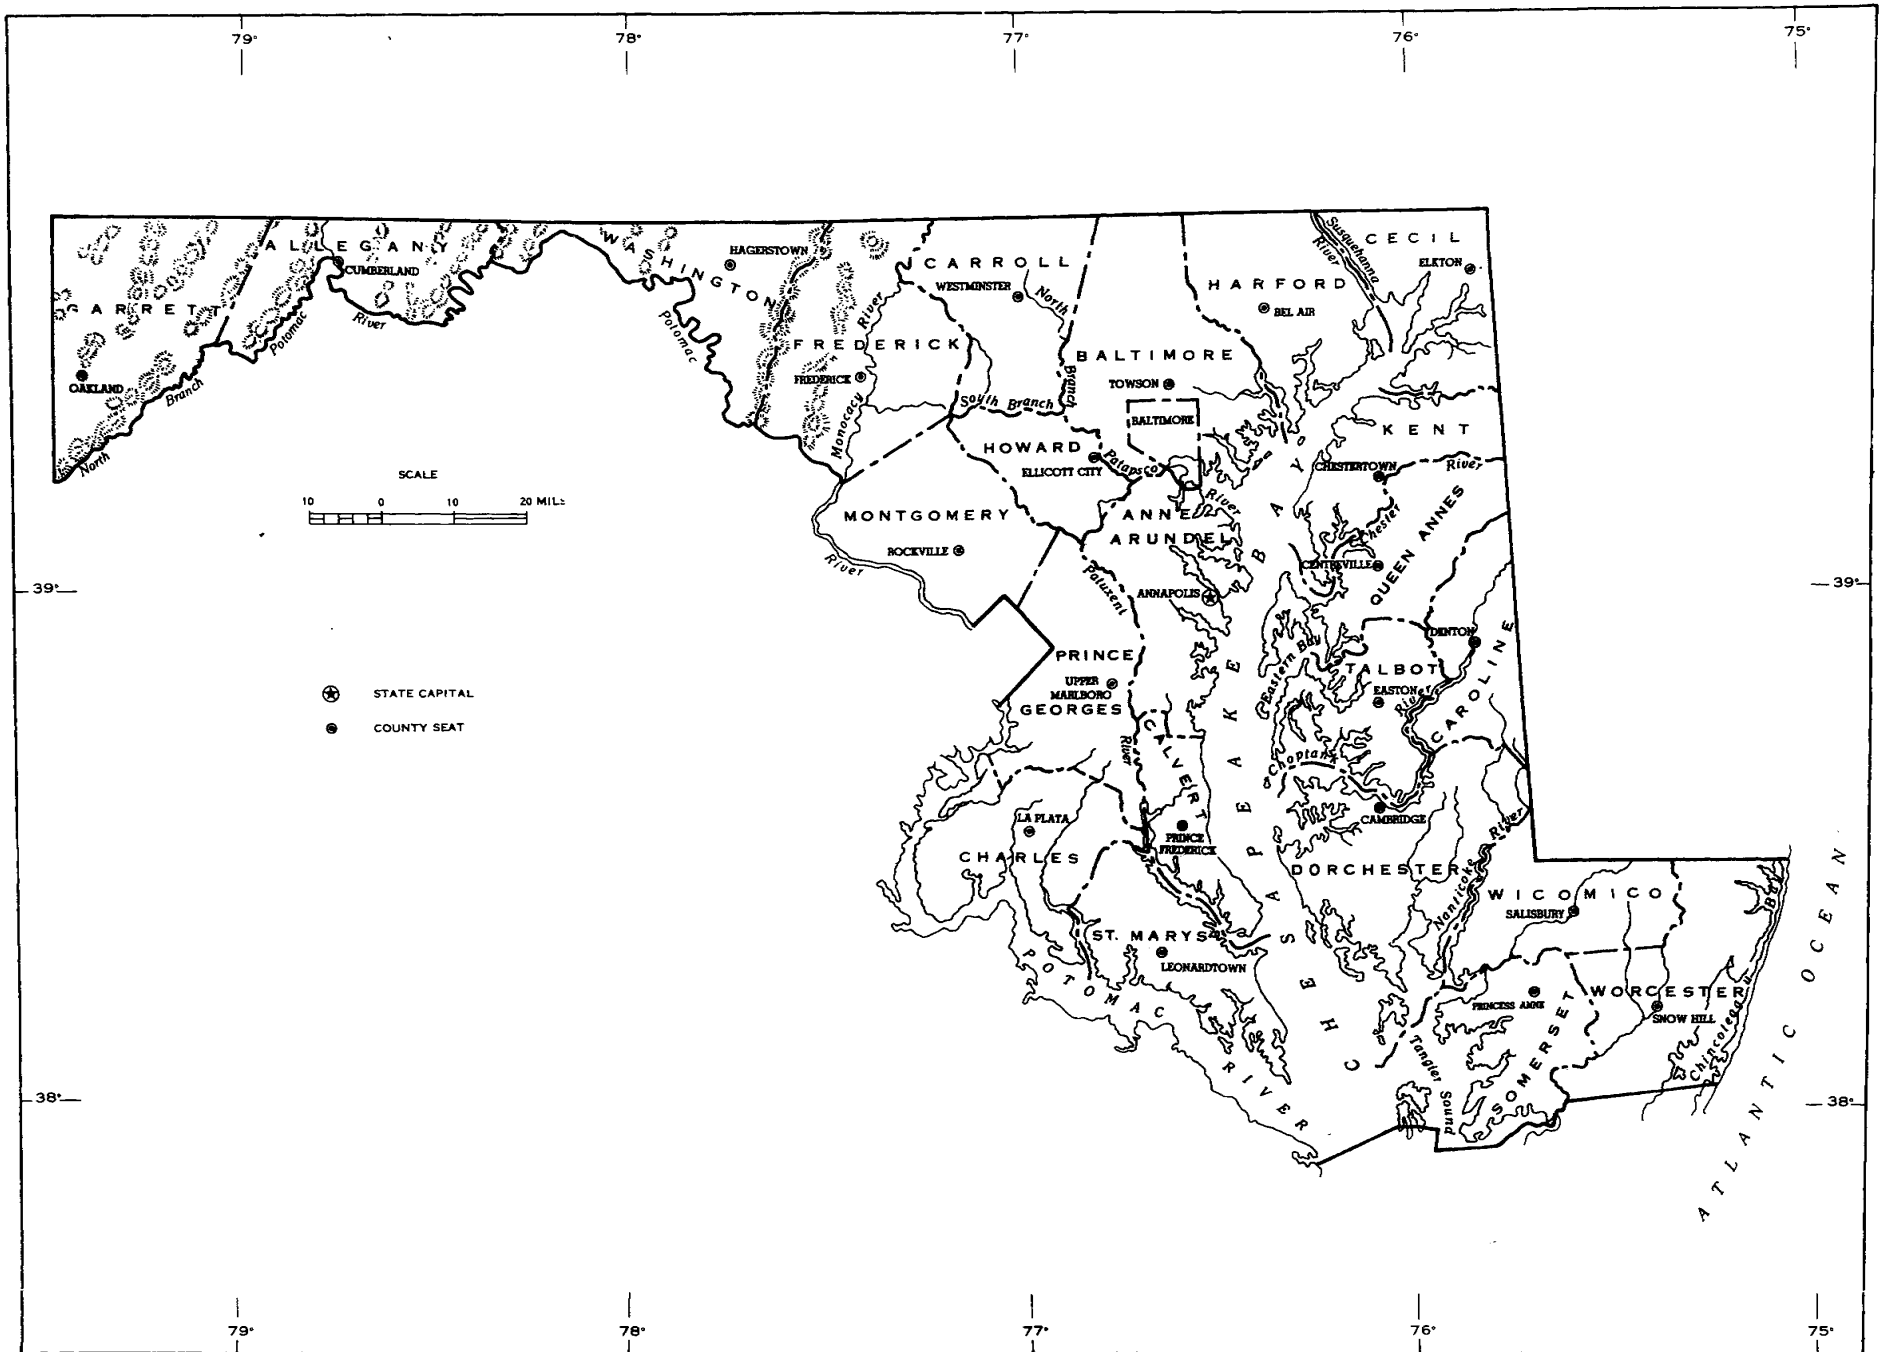 79° 78° 77° 76° 75°
WASHINGTON
ALLEGANY
CUMBERLAND
HAGERSTOWN
CARROLL
WESTMINSTER
North
Branch
Susquehanna
River
CECIL
ELKTON
HARFORD
BEL AIR
GARRETT
OAKLAND
North
Branch
Potomac
River
Potomac
FREDERICK
FREDERICK
Monocacy
River
BALTIMORE
TOWSON
BALTIMORE
South Branch
HOWARD
ELLICOTT CITY
Patapsco
River
KENT
CHESTERTOWN
Chester
River
SCALE
10 0 10 20 MILE
MONTGOMERY
ROCKVILLE
River
ANNE
ARUNDEL
ANNAPOLIS
Patuxent
River
CENTREVILLE
QUEEN ANNES
39° 39°
CHESAPEAKE BAY
Eastern Bay
DENTON
CAROLINE
TALBOT
EASTON
Choptank
River
PRINCE
UPPER
MARLBORO
GEORGES
STATE CAPITAL
COUNTY SEAT
CALVERT
PRINCE
FREDERICK
LA PLATA
CHARLES
CAMBRIDGE
DORCHESTER
Nanticoke
River
WICOMICO
SALISBURY
ST. MARYS
LEONARDTOWN
POTOMAC RIVER
PRINCESS ANNE
SOMERSET
WORCESTER
SNOW HILL
Chincoteague
Bay
Tangier
Sound
ATLANTIC OCEAN
38° 38°
79° 78° 77° 76° 75°